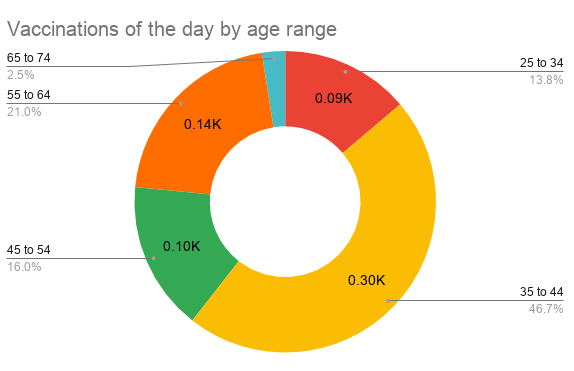 Vaccinations of the day by age range
65 to 74
2.5%
25 to 34
13.8%
55 to 64
21.0%
0.09K
0.14K
45 to 54
16.0%
0.10K
0.30K
35 to 44
46.7%